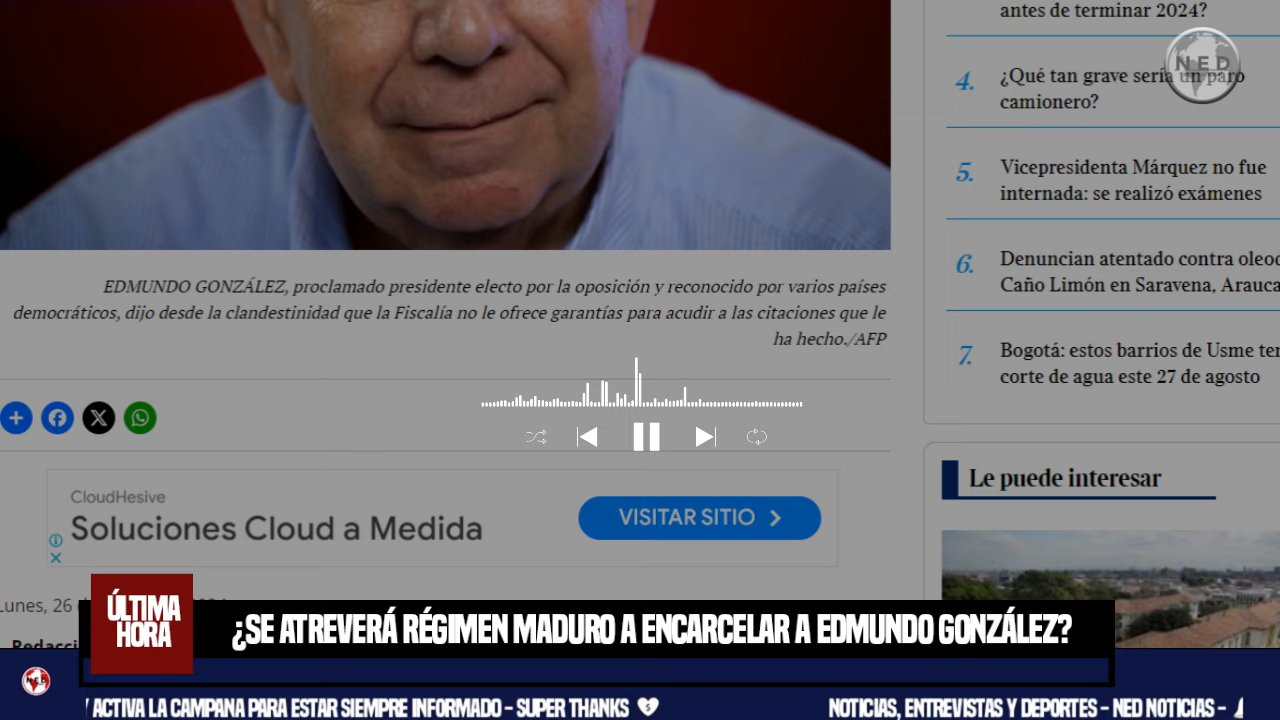 antes de terminar 2024?
NED
4. ¿Qué tan grave sería un paro
camionero?
5. Vicepresidenta Márquez no fue
internada: se realizó exámenes
6. Denuncian atentado contra oleod
Caño Limón en Saravena, Arauca
7. Bogotá: estos barrios de Usme ten
corte de agua este 27 de agosto
EDMUNDO GONZÁLEZ, proclamado presidente electo por la oposición y reconocido por varios países
democráticos, dijo desde la clandestinidad que la Fiscalía no le ofrece garantías para acudir a las citaciones que le
ha hecho./AFP
Le puede interesar
CloudHesive
Soluciones Cloud a Medida
VISITAR SITIO
Lunes, 26 d
Redacci
ÚLTIMA
HORA
¿SE ATREVERÁ RÉGIMEN MADURO A ENCARCELAR A EDMUNDO GONZÁLEZ?
NED
Y ACTIVA LA CAMPANA PARA ESTAR SIEMPRE INFORMADO - SUPER THANKS
NOTICIAS, ENTREVISTAS Y DEPORTES - NED NOTICIAS -